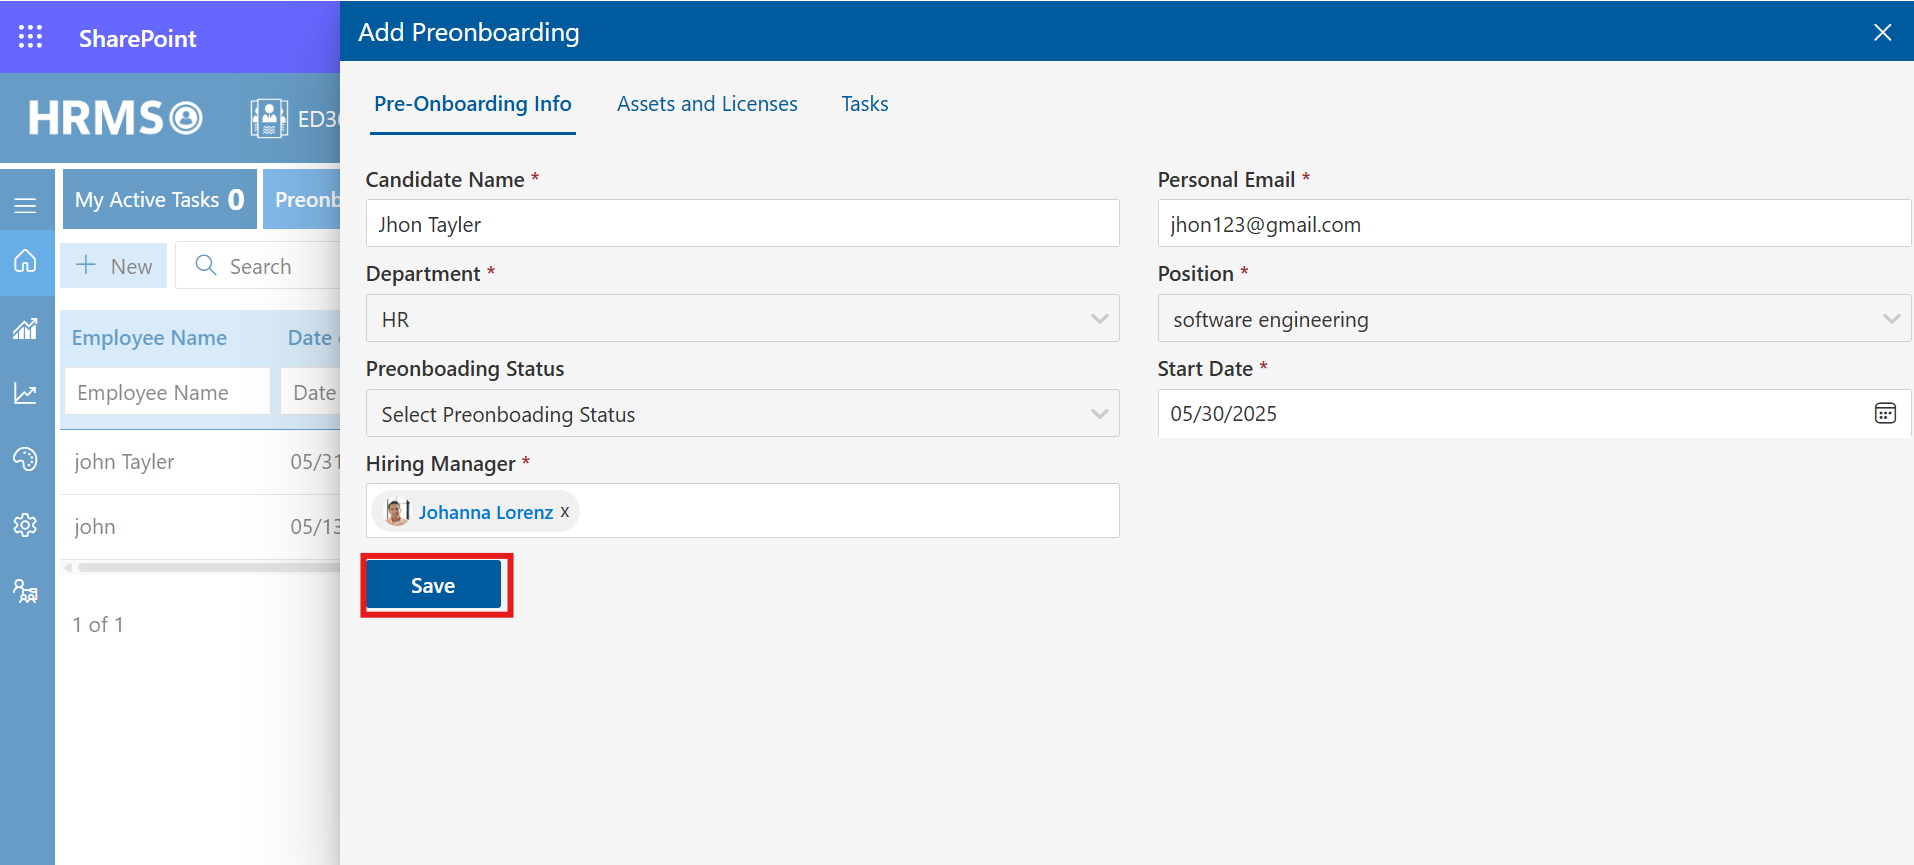 SharePoint
Add Preonboarding
HRMS
ED3
Pre-Onboarding Info
Assets and Licenses
Tasks
My Active Tasks 0
Preonb
New
Search
Employee Name
Date
Employee Name
Date
john Tayler
05/31
john
05/13
1 of 1
Candidate Name *
Jhon Tayler
Personal Email *
jhon123@gmail.com
Department *
HR
Position *
software engineering
Preonboading Status
Select Preonboading Status
Start Date *
05/30/2025
Hiring Manager *
Johanna Lorenz x
Save